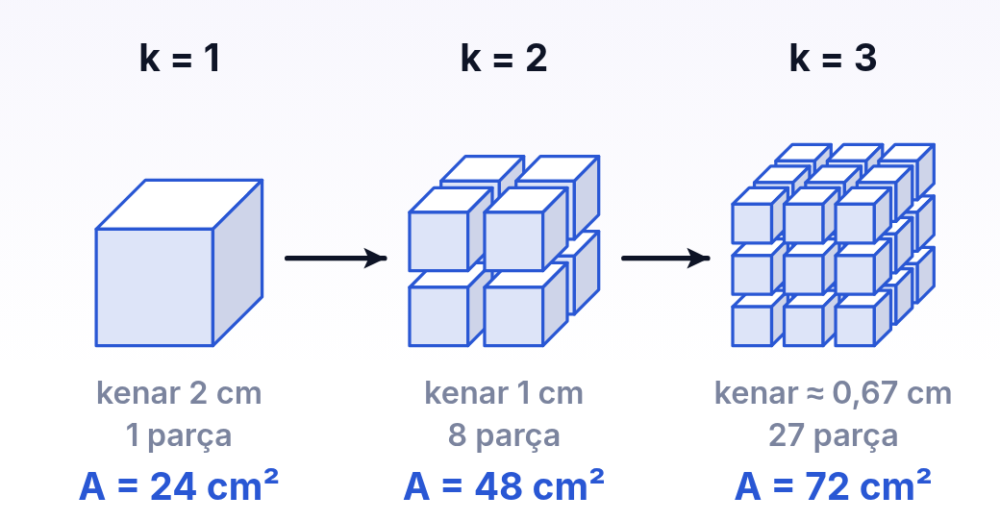 k = 1
k = 2
k = 3
kenar 2 cm
1 parça
A = 24 cm²
kenar 1 cm
8 parça
A = 48 cm²
kenar ≈ 0,67 cm
27 parça
A = 72 cm²